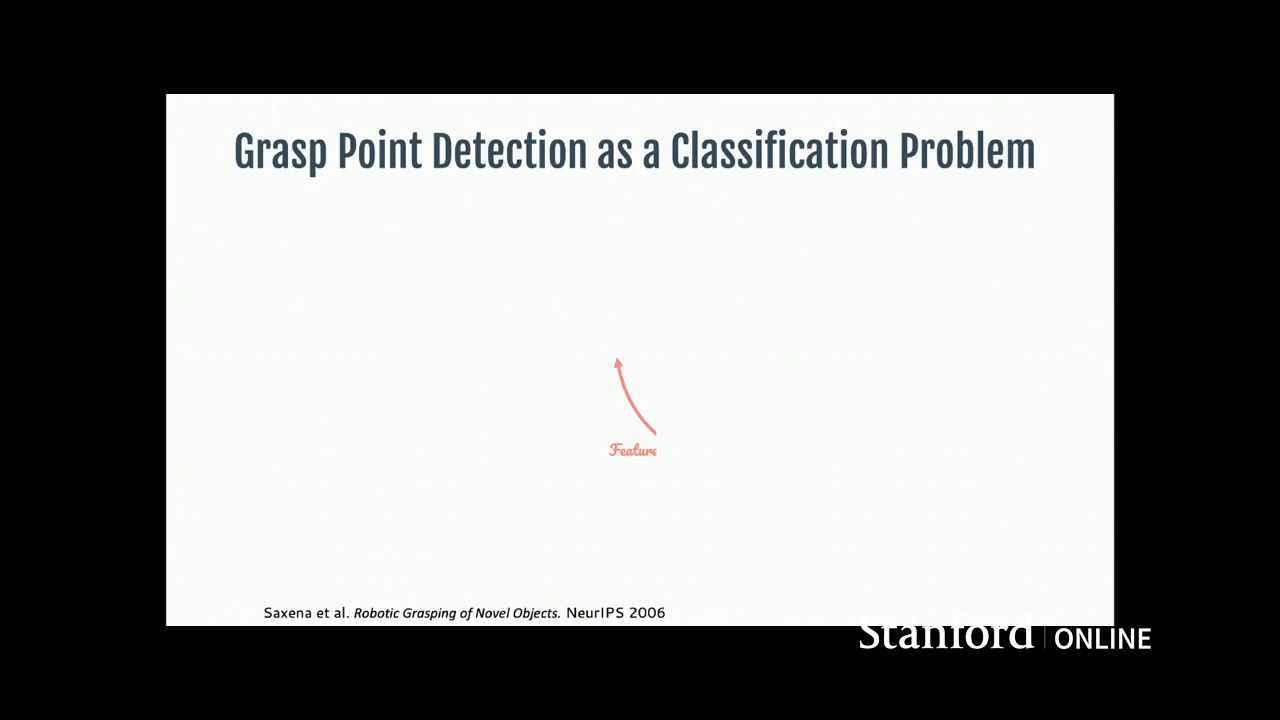 Grasp Point Detection as a Classification Problem
Feature
Saxena et al. Robotic Grasping of Novel Objects. NeurIPS 2006
Stanford ONLINE